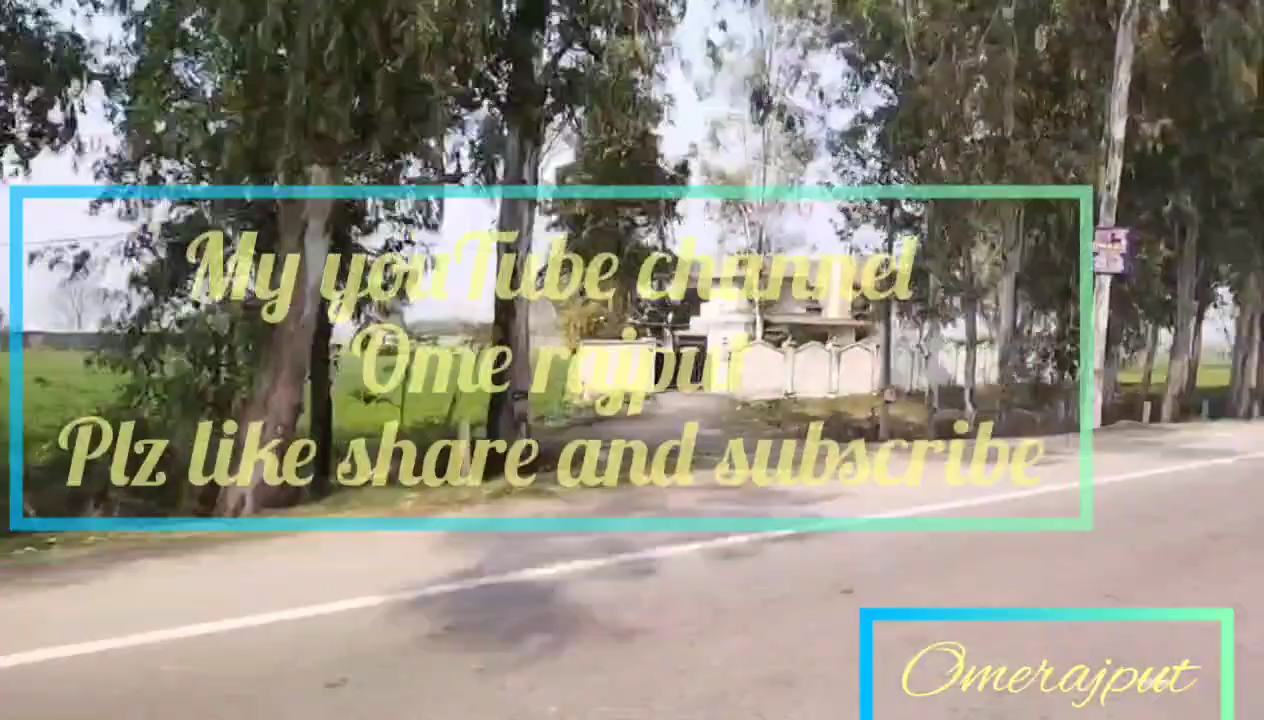 My youTube channel
Ome rajput
Plz like share and subscribe
Omerajput